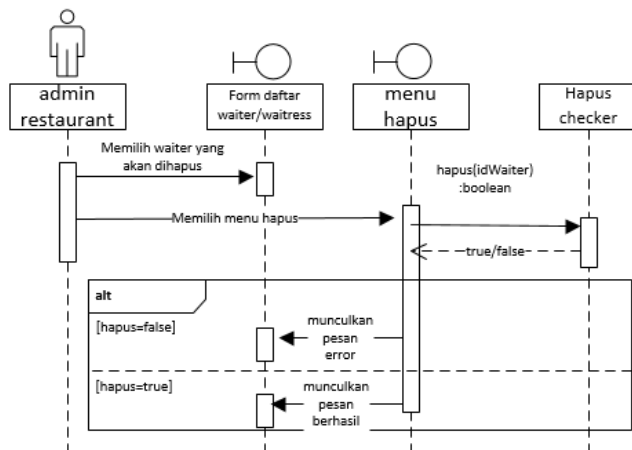 admin
restaurant
Form daftar
waiter/waitress
menu
hapus
Hapus
checker
Memilih waiter yang
akan dihapus
hapus(idWaiter)
:boolean
Memilih menu hapus
true/false
alt
[hapus=false]
munculkan
pesan
error
[hapus=true]
munculkan
pesan
berhasil